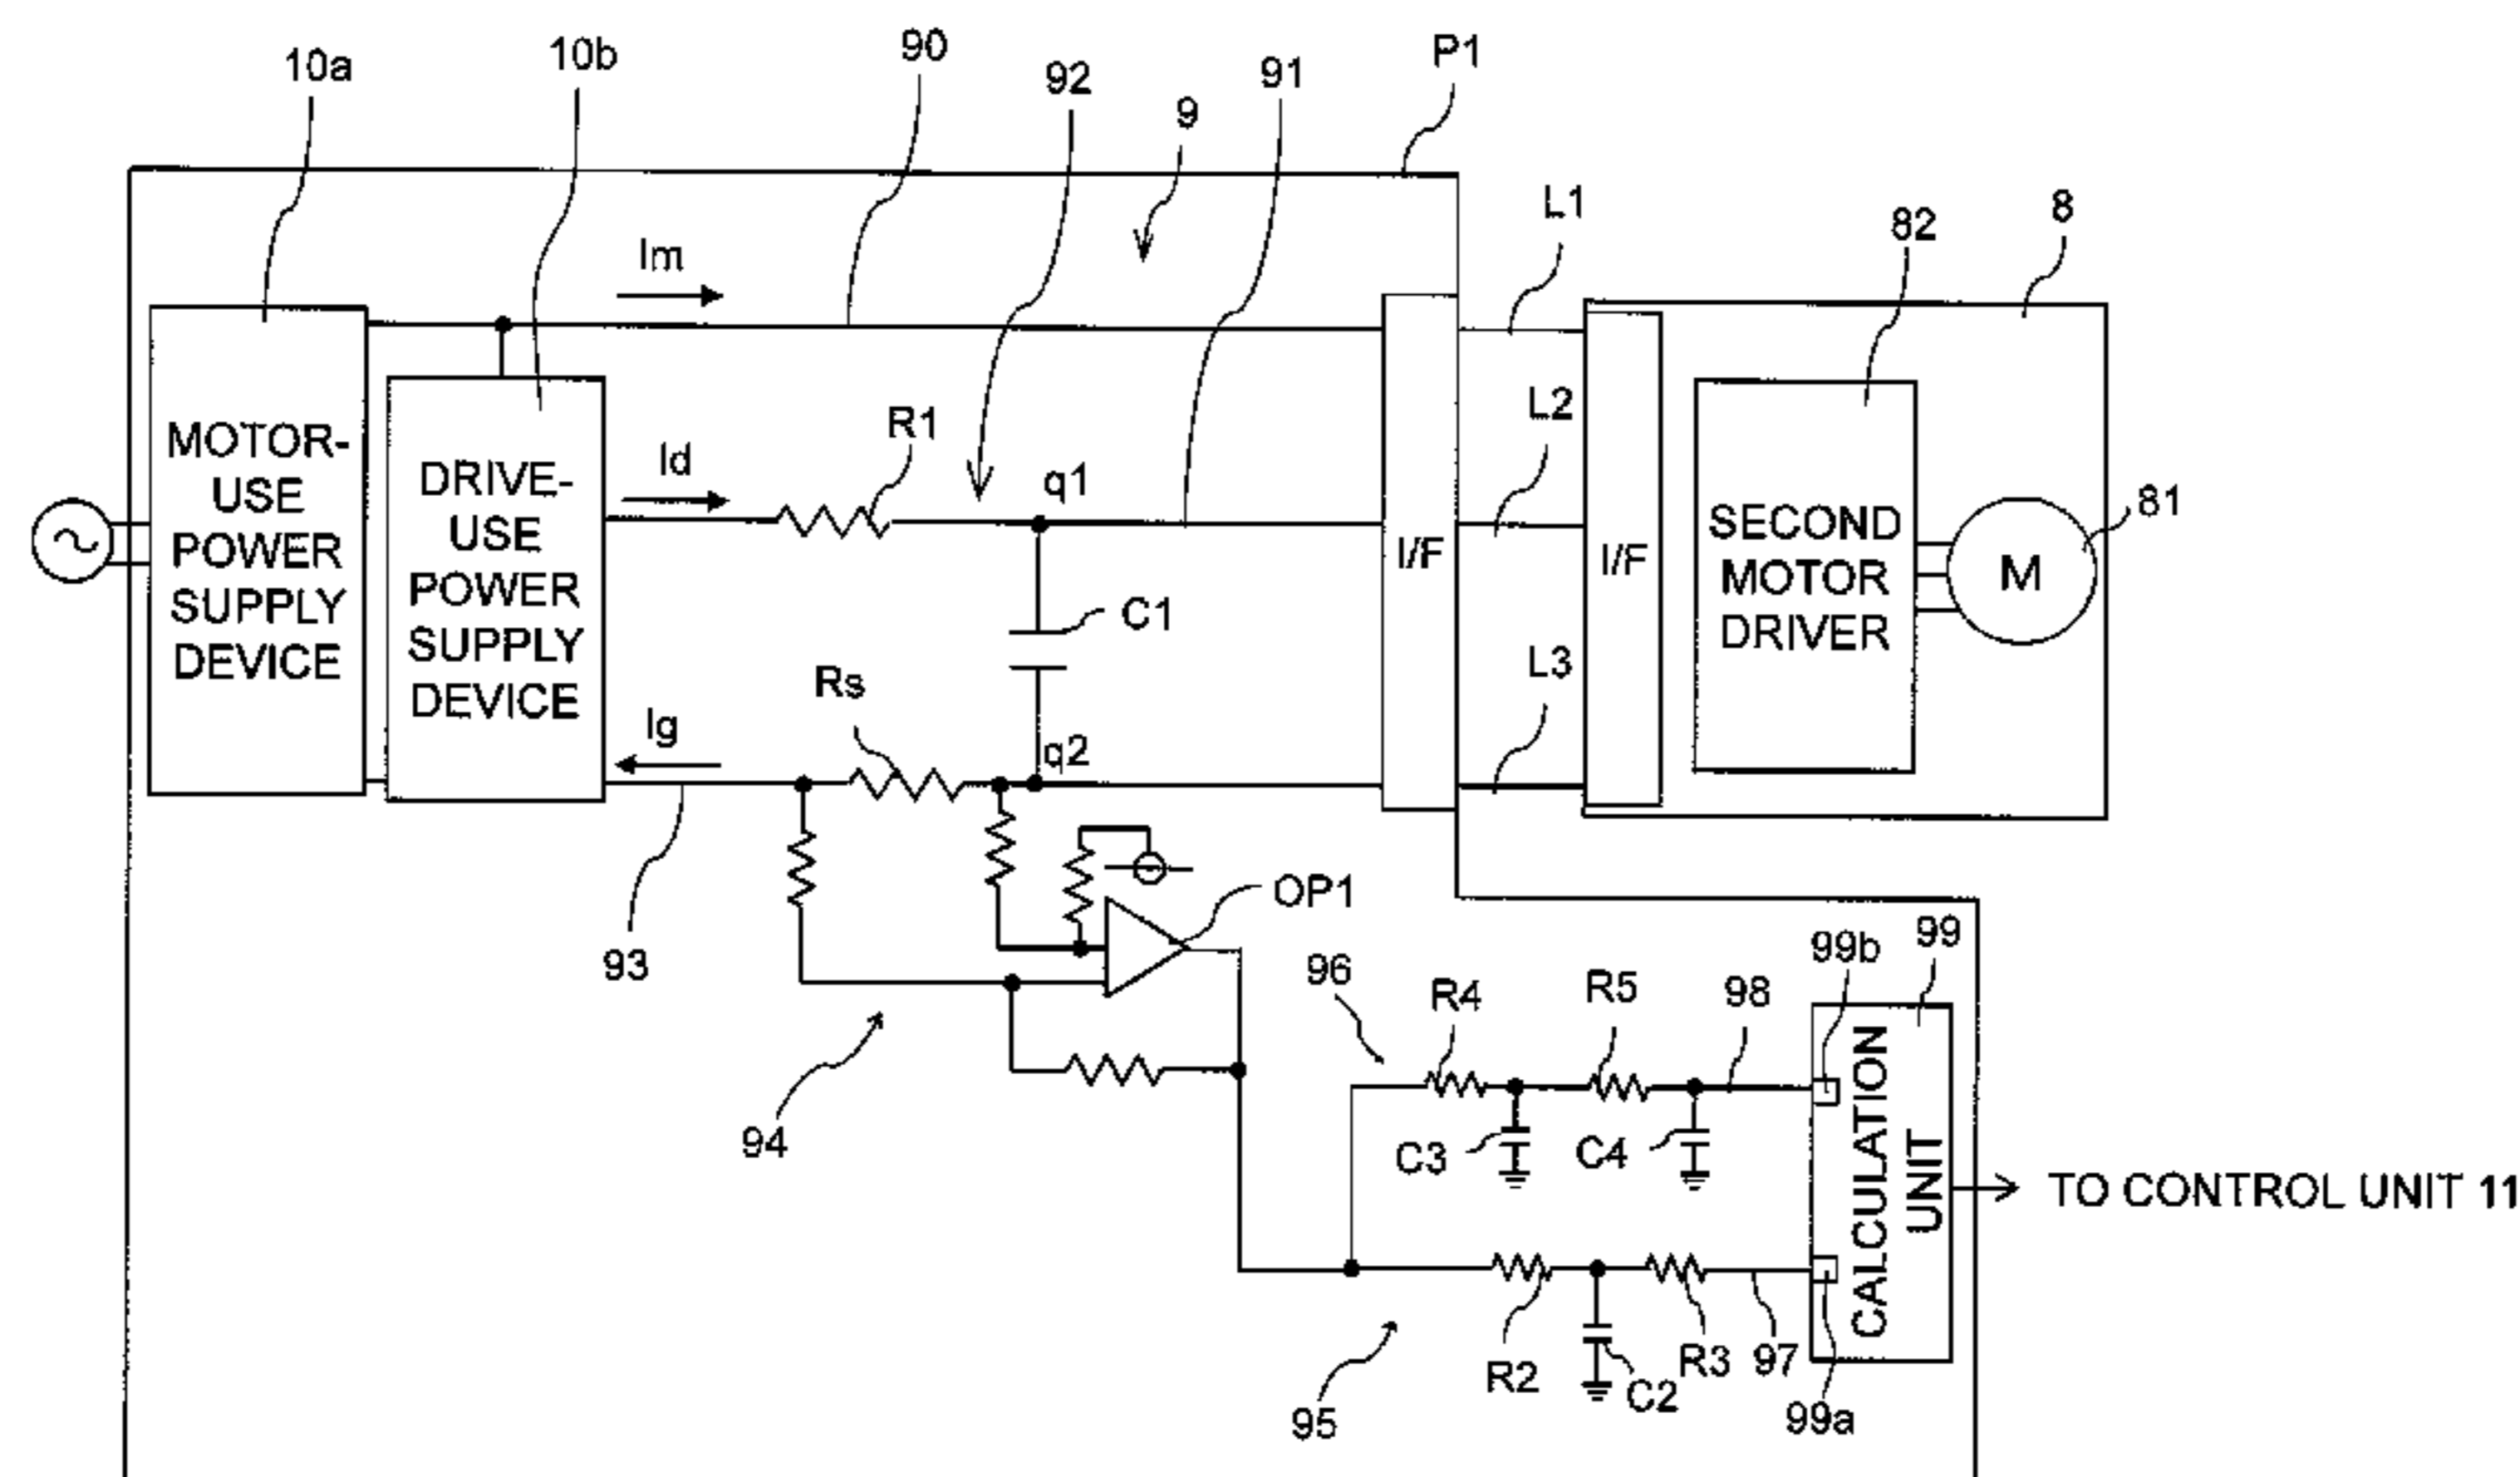 10a
10b
90
92
9
91
P1
L1
82
8
Im
MOTOR-
USE
POWER
SUPPLY
DEVICE
DRIVE-
USE
POWER
SUPPLY
DEVICE
Id
R1
q1
L2
I/F
I/F
SECOND
MOTOR
DRIVER
M
81
C1
Rs
Ig
q2
L3
OP1
93
94
96
R4
R5
98
99b
99
C3
C4
CALCULATION
UNIT
TO CONTROL UNIT 11
95
R2
C2
R3
97
99a